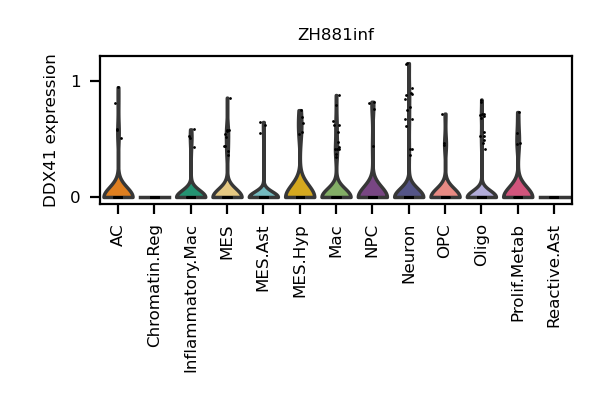 ZH881inf
DDX41 expression
1
0
AC
Chromatin.Reg
Inflammatory.Mac
MES
MES.Ast
MES.Hyp
Mac
NPC
Neuron
OPC
Oligo
Prolif.Metab
Reactive.Ast